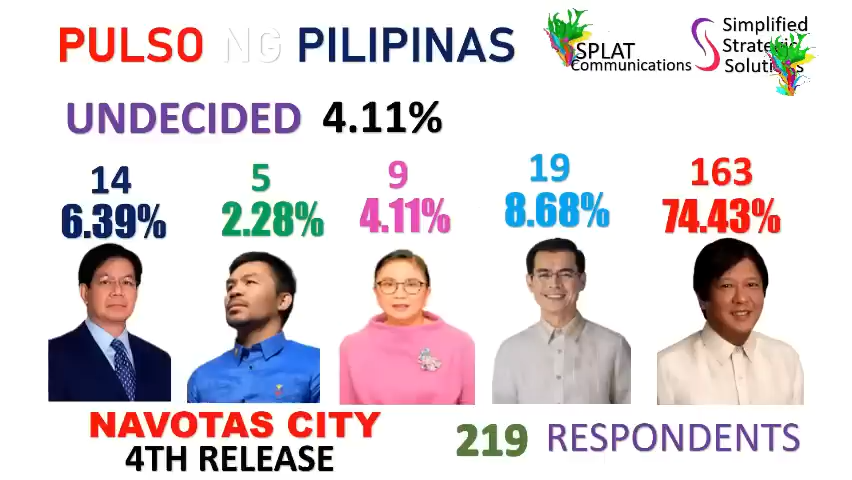 PULSO NG PILIPINAS
SPLAT
Communications
Simplified
Strategic
Solutions
UNDECIDED 4.11%
14
6.39%
5
2.28%
9
4.11%
19
8.68%
163
74.43%
NAVOTAS CITY
4TH RELEASE
219 RESPONDENTS